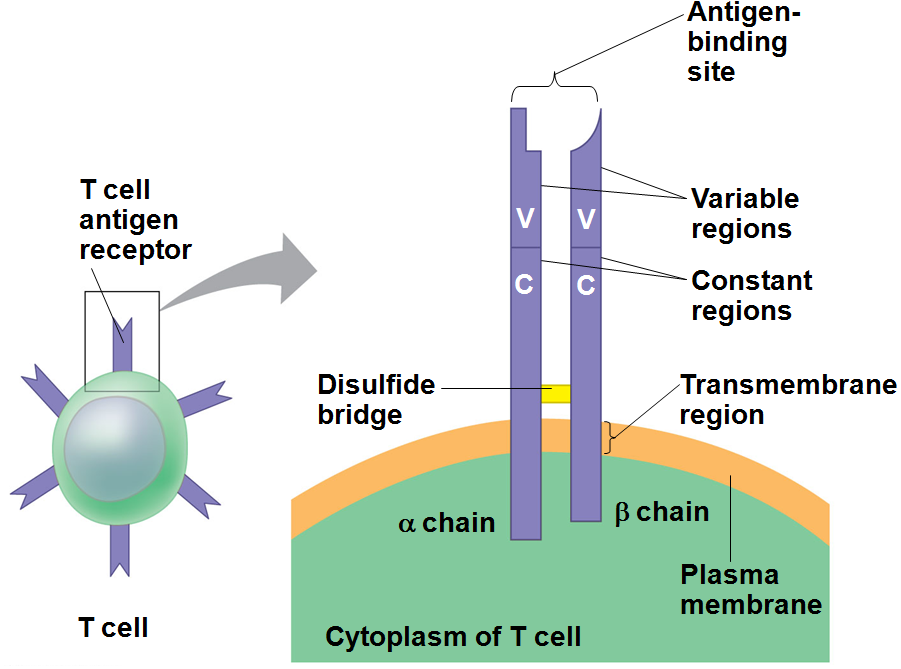 Antigen-
binding
site
T cell
antigen
receptor
Variable
regions
V
V
Constant
regions
C
C
Disulfide
bridge
Transmembrane
region
α chain
β chain
Plasma
membrane
T cell
Cytoplasm of T cell